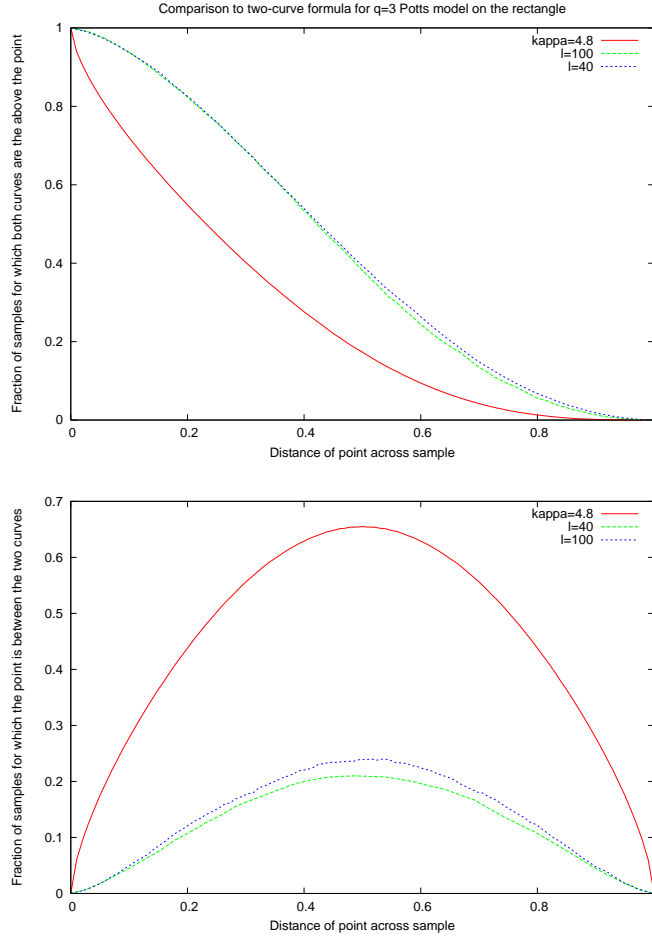 Comparison to two-curve formula for q=3 Potts model on the rectangle
Fraction of samples for which both curves are the above the point
1
0.8
0.6
0.4
0.2
0
kappa=4.8
l=100
l=40
0 0.2 0.4 0.6 0.8
Distance of point across sample
Fraction of samples for which the point is between the two curves
0.7
0.6
0.5
0.4
0.3
0.2
0.1
0
kappa=4.8
l=40
l=100
0 0.2 0.4 0.6 0.8
Distance of point across sample